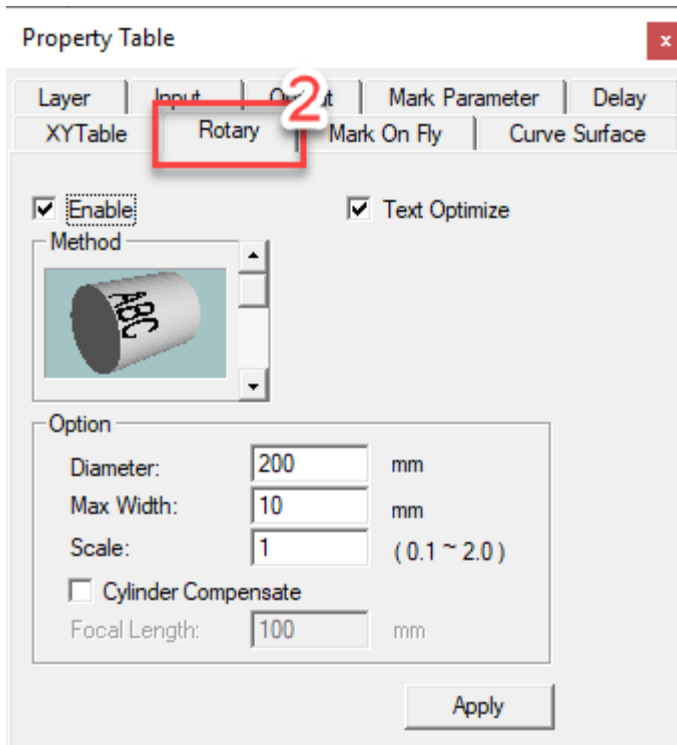 Property Table
x
Layer Input Output Mark Parameter Delay
2
XYTable Rotary Mark On Fly Curve Surface
Enable Text Optimize
Method
ABC
Option
Diameter: 200 mm
Max Width: 10 mm
Scale: 1 ( 0.1 ~ 2.0 )
Cylinder Compensate
Focal Length: 100 mm
Apply